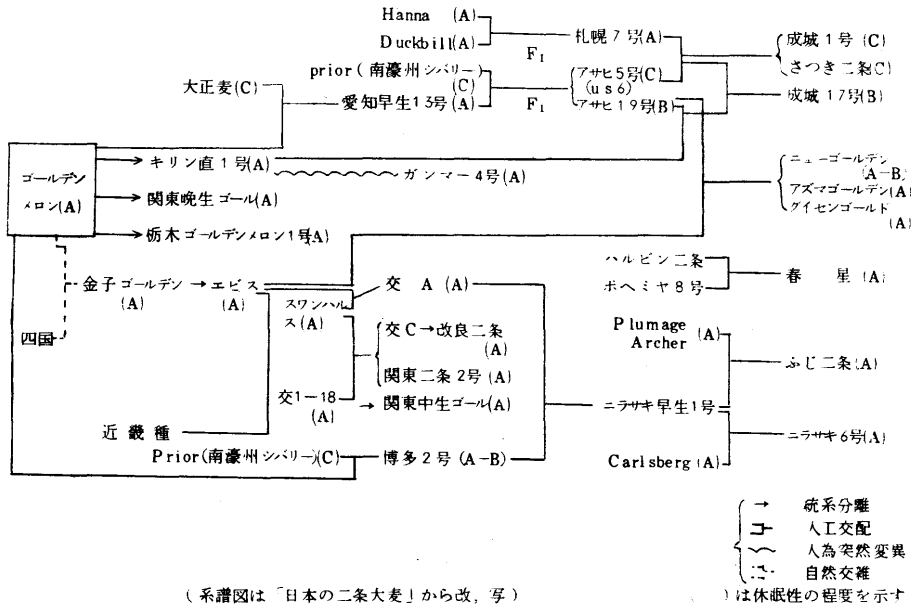 Hanna (A)
Duckbill(A)
F₁
札幌7号(A)
成城1号(C)
さつき二条(C)
成城17号(B)
prior(南濠州シバリー)
(C)
愛知早生13号
(A)
F₁
アサヒ5号(C)
(us6)
アサヒ19号(B)
大正麦(C)
ゴールデン
メロン(A)
キリン直1号(A)
ガンマー4号(A)
関東晩生ゴール(A)
栃木ゴールデンメロン1号(A)
ニューゴールデン
(A−B)
アズマゴールデン(A)
ダイセンゴールド
(A)
金子ゴールデン
(A)
→エビス
(A)
四国
スワンハル
ス(A)
交 A (A)
交C→改良二条
(A)
関東二条2号(A)
交1−18
(A)
→関東中生ゴール(A)
近畿種
Prior(南濠州シバリー)(C)
博多2号(A−B)
ハルビン二条
ボヘミヤ8号
春 星 (A)
Plumage
Archer
(A)
ふじ二条(A)
ニラサキ早生1号
ニラサキ6号(A)
Carlsberg(A)
→ 統系分離
人工交配
人為突然変異
自然交雑
(系譜図は「日本の二条大麦」から改,写)
)は休眠性の程度を示す